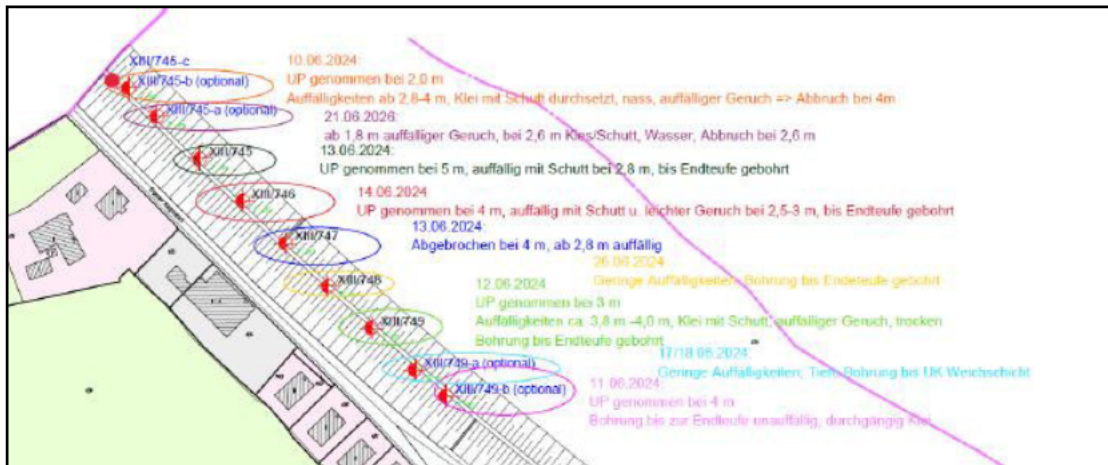 XIII/745-c
XIII/745-b (optional)
10.06.2024:
UP genommen bei 2,0 m
Auffälligkeiten ab 2,8-4 m, Klei mit Schutt durchsetzt, nass, auffälliger Geruch => Abbruch bei 4m
XIII/745-a (optional)
21.06.2026:
ab 1,8 m auffälliger Geruch, bei 2,6 m Kies/Schutt, Wasser, Abbruch bei 2,6 m
XIII/745
13.06.2024:
UP genommen bei 5 m, auffällig mit Schutt bei 2,8 m, bis Endteufe gebohrt
XIII/746
14.06.2024
UP genommen bei 4 m, auffällig mit Schutt u. leichter Geruch bei 2,5-3 m, bis Endteufe gebohrt
XIII/747
13.06.2024:
Abgebrochen bei 4 m, ab 2,8 m auffällig
XIII/748
26.06.2024
Geringe Auffälligkeiten, Bohrung bis Endeteufe gebohrt
XIII/749
12.06.2024
UP genommen bei 3 m
Auffälligkeiten ca. 3,8 m -4,0 m, Klei mit Schutt, auffälliger Geruch, trocken
Bohrung bis Endteufe gebohrt
XIII/749-a (optional)
17/18.06.2024:
Geringe Auffälligkeiten, Bohrung bis UK Weichschicht
XIII/749-b (optional)
11.06.2024:
UP genommen bei 4 m
Bohrung bis zur Endteufe unauffällig, durchgängig Klei